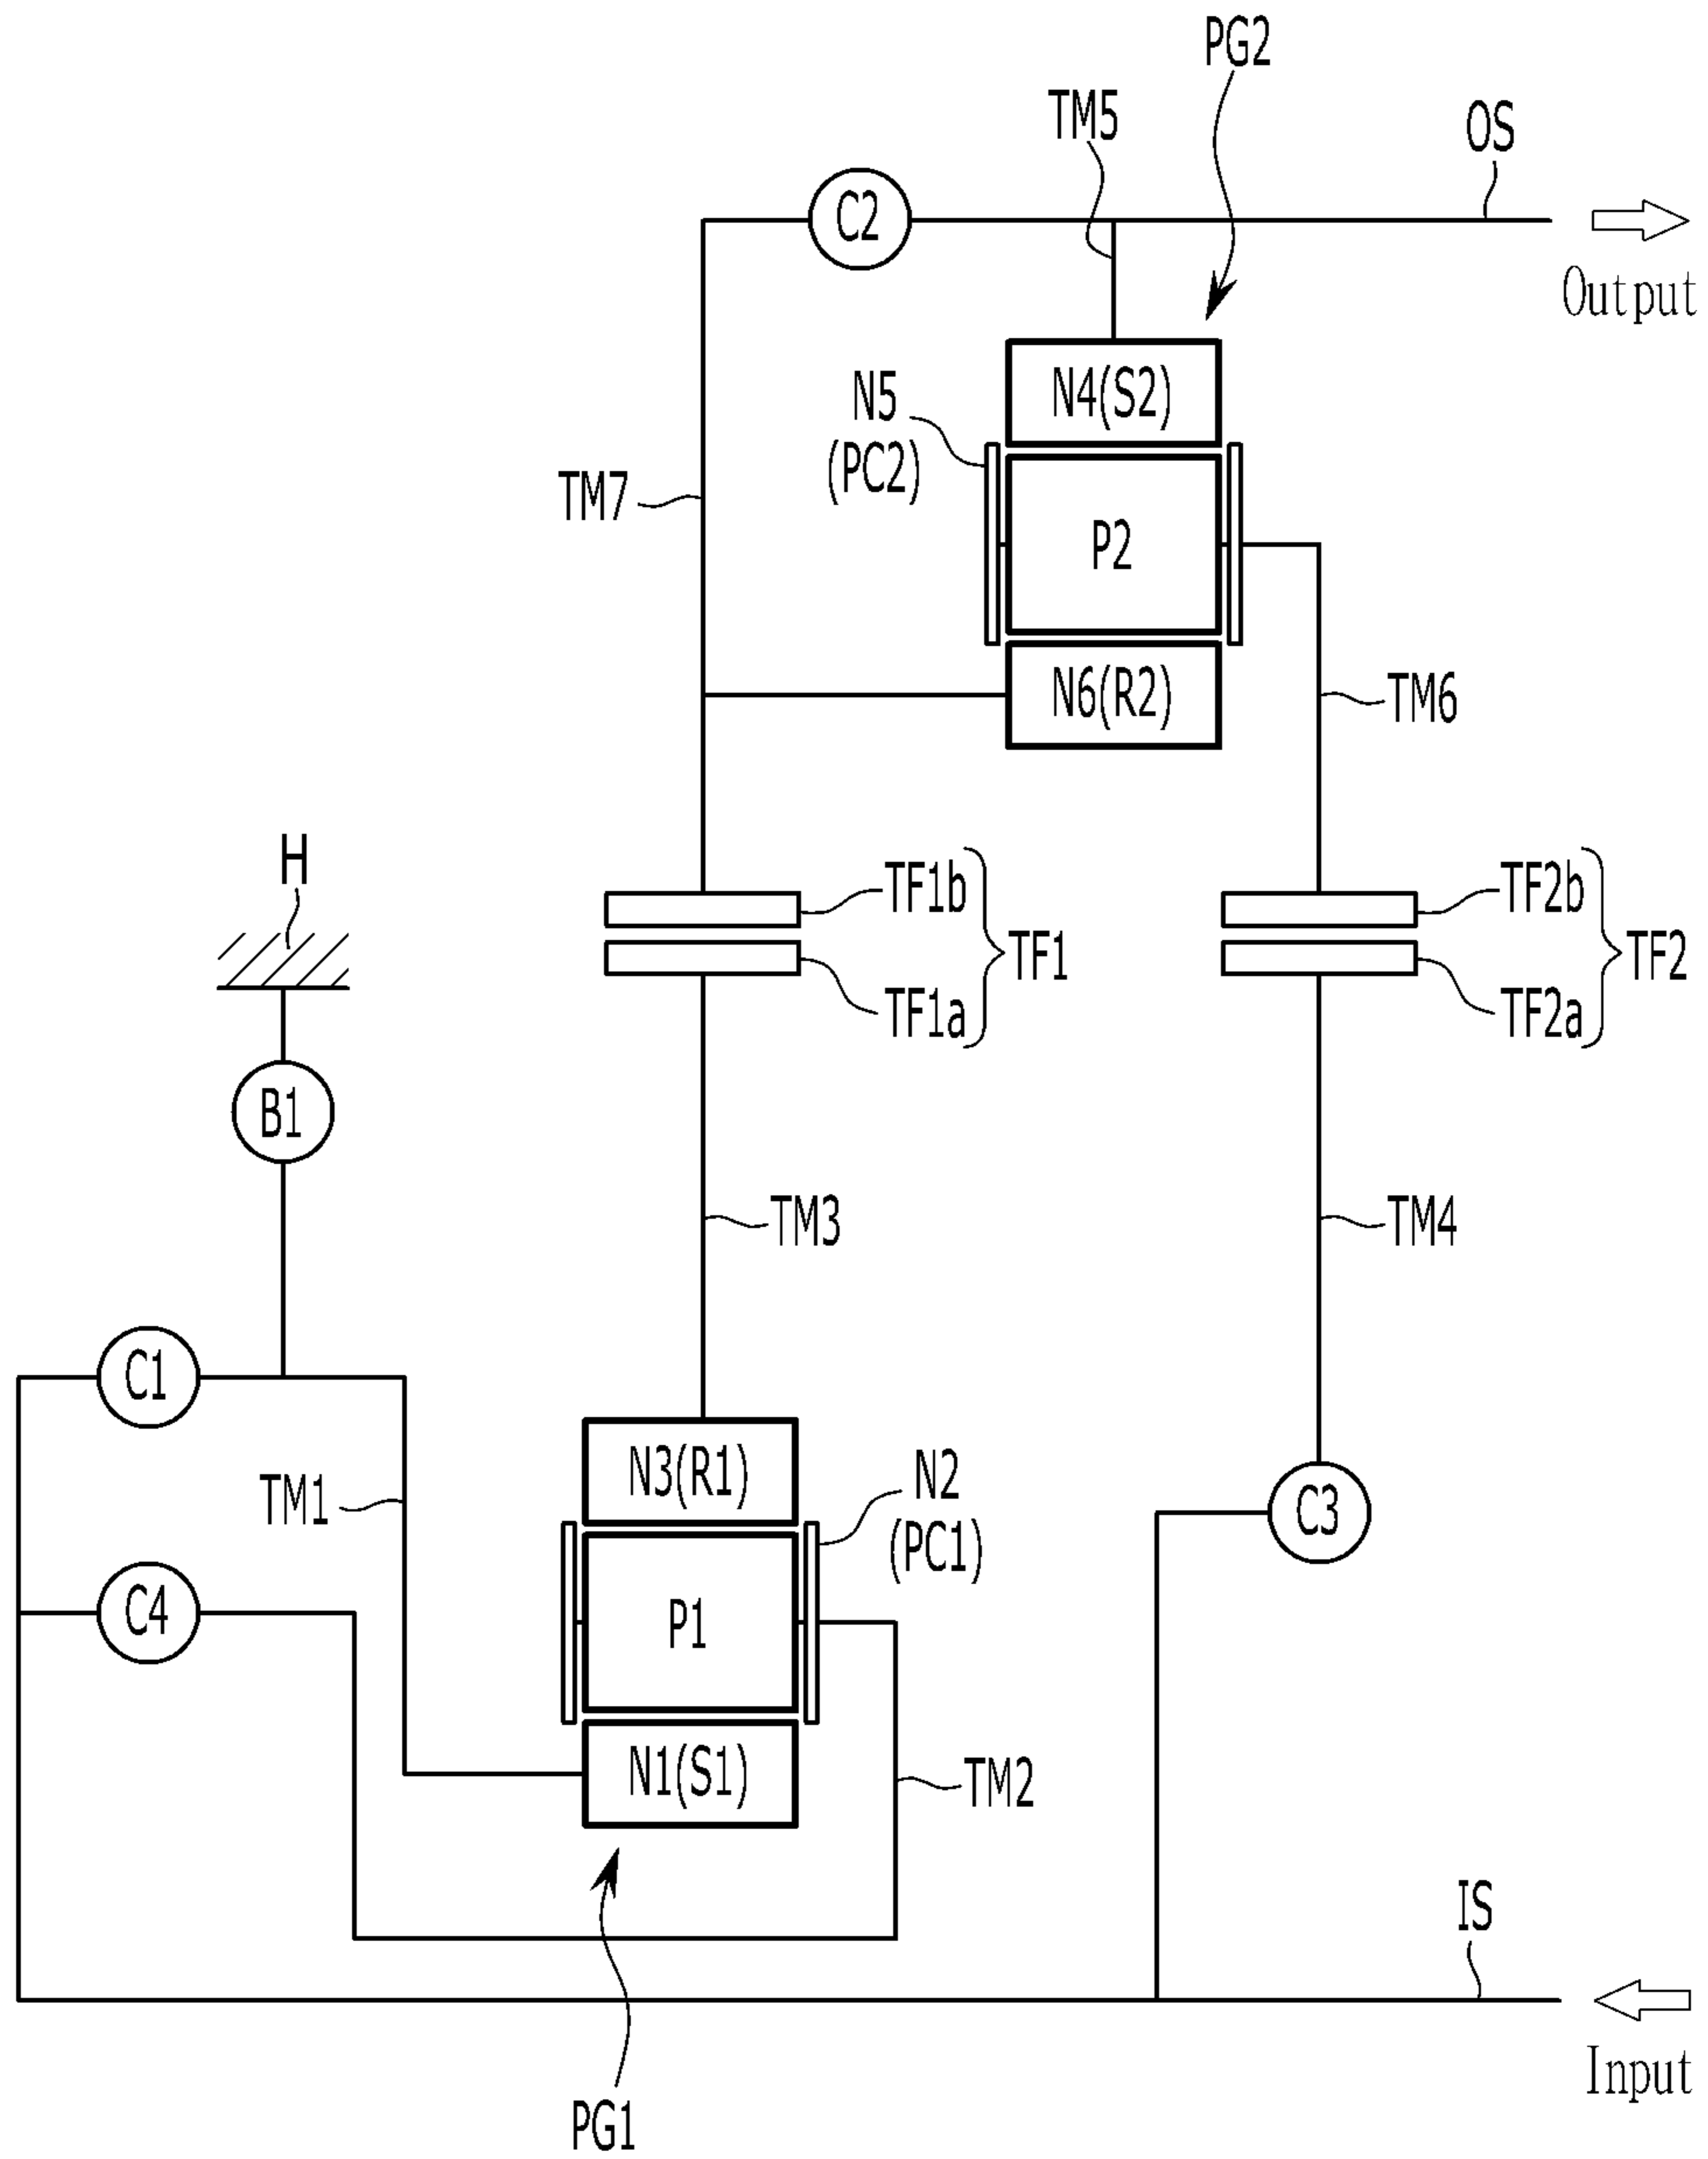 PG2
TM5
OS
C2
Output
N4(S2)
N5
(PC2)
TM7
P2
N6(R2)
TM6
H
TF1b
TF1
TF1a
TF2b
TF2
TF2a
B1
TM3
TM4
C1
N3(R1)
N2
(PC1)
TM1
C3
C4
P1
N1(S1)
TM2
IS
Input
PG1